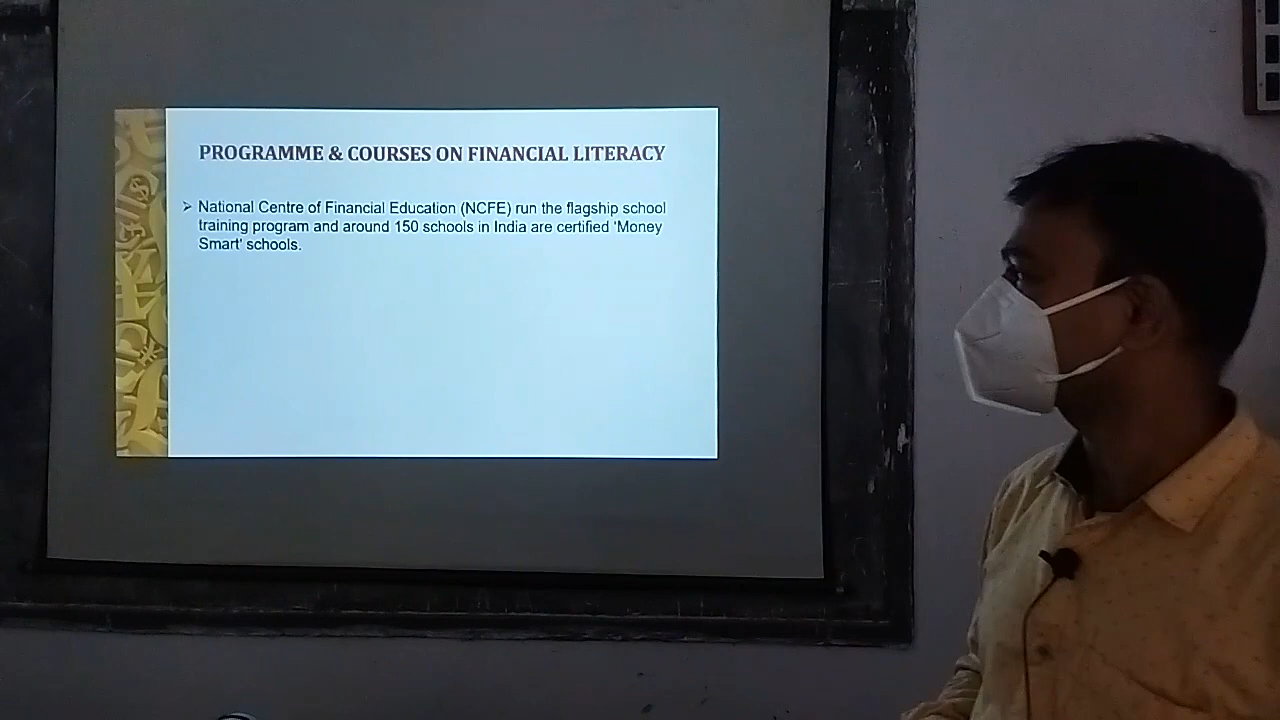 PROGRAMME & COURSES ON FINANCIAL LITERACY
➢ National Centre of Financial Education (NCFE) run the flagship school
training program and around 150 schools in India are certified 'Money
Smart' schools.